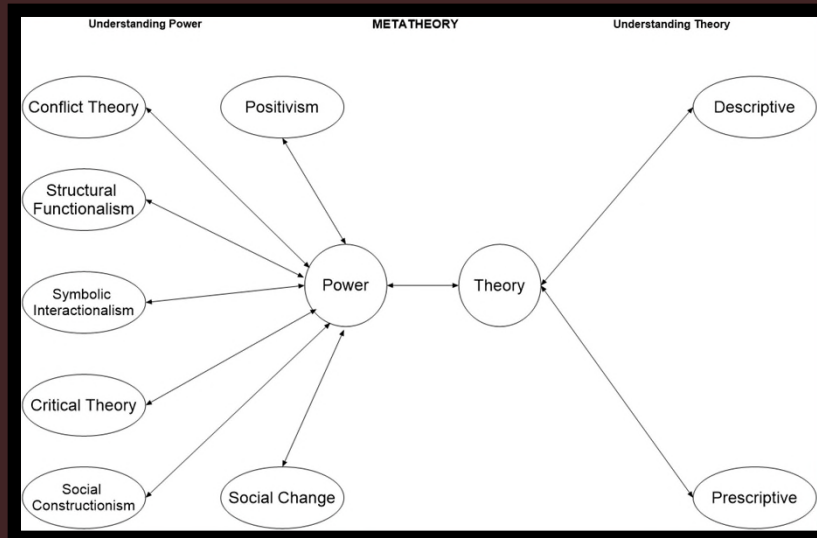 Understanding Power
METATHEORY
Understanding Theory
Conflict Theory
Positivism
Descriptive
Structural
Functionalism
Power
Theory
Symbolic
Interactionalism
Critical Theory
Social
Constructionism
Social Change
Prescriptive